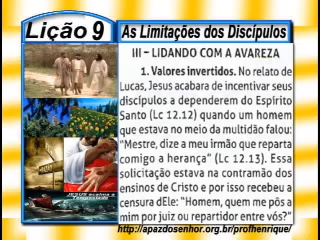 Lição 9
As Limitações dos Discípulos
III – LIDANDO COM A AVAREZA
1. Valores invertidos. No relato de
Lucas, Jesus acabara de incentivar seus
discípulos a dependerem do Espírito
Santo (Lc 12.12) quando um homem
que estava no meio da multidão falou:
“Mestre, dize a meu irmão que reparta
comigo a herança” (Lc 12.13). Essa
solicitação estava na contramão dos
ensinos de Cristo e por isso recebeu a
censura dEle: “Homem, quem me pôs a
mim por juiz ou repartidor entre vós?”
JESUS acalma a
Tempestade
http://apazdosenhor.org.br/profhenrique/